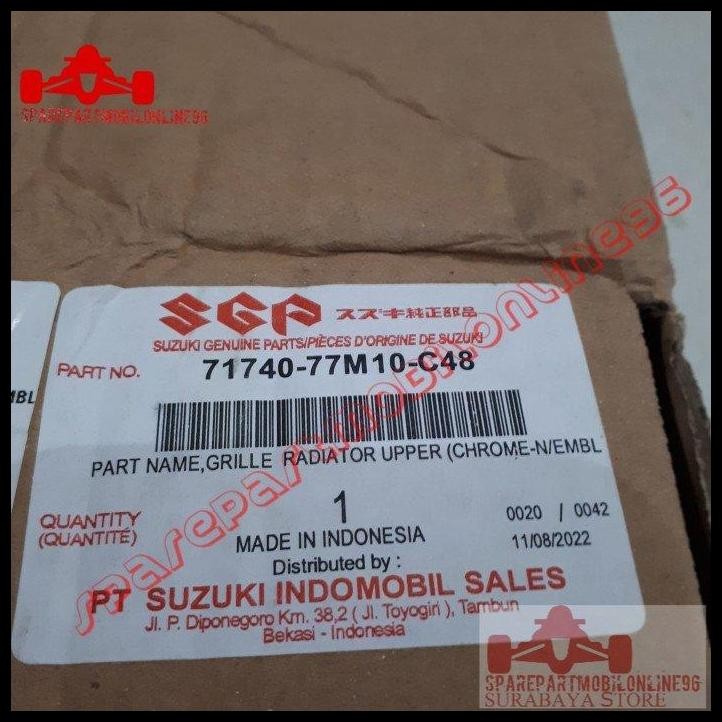 SPAREPARTMOBILONLINE96
MBL
SGP スズキ純正部品
SUZUKI GENUINE PARTS/PIÈCES D'ORIGINE DE SUZUKI
PART NO. 71740-77M10-C48
PART NAME,GRILLE RADIATOR UPPER (CHROME-N/EMBL
QUANTITY 1 0020 / 0042
(QUANTITÉ) MADE IN INDONESIA 11/08/2022
Distributed by :
PT SUZUKI INDOMOBIL SALES
Jl. P. Diponegoro Km. 38,2 ( Jl. Toyogiri ), Tambun
Bekasi - Indonesia
sparepartmobilonline96
SPAREPARTMOBILONLINE96
SURABAYA STORE